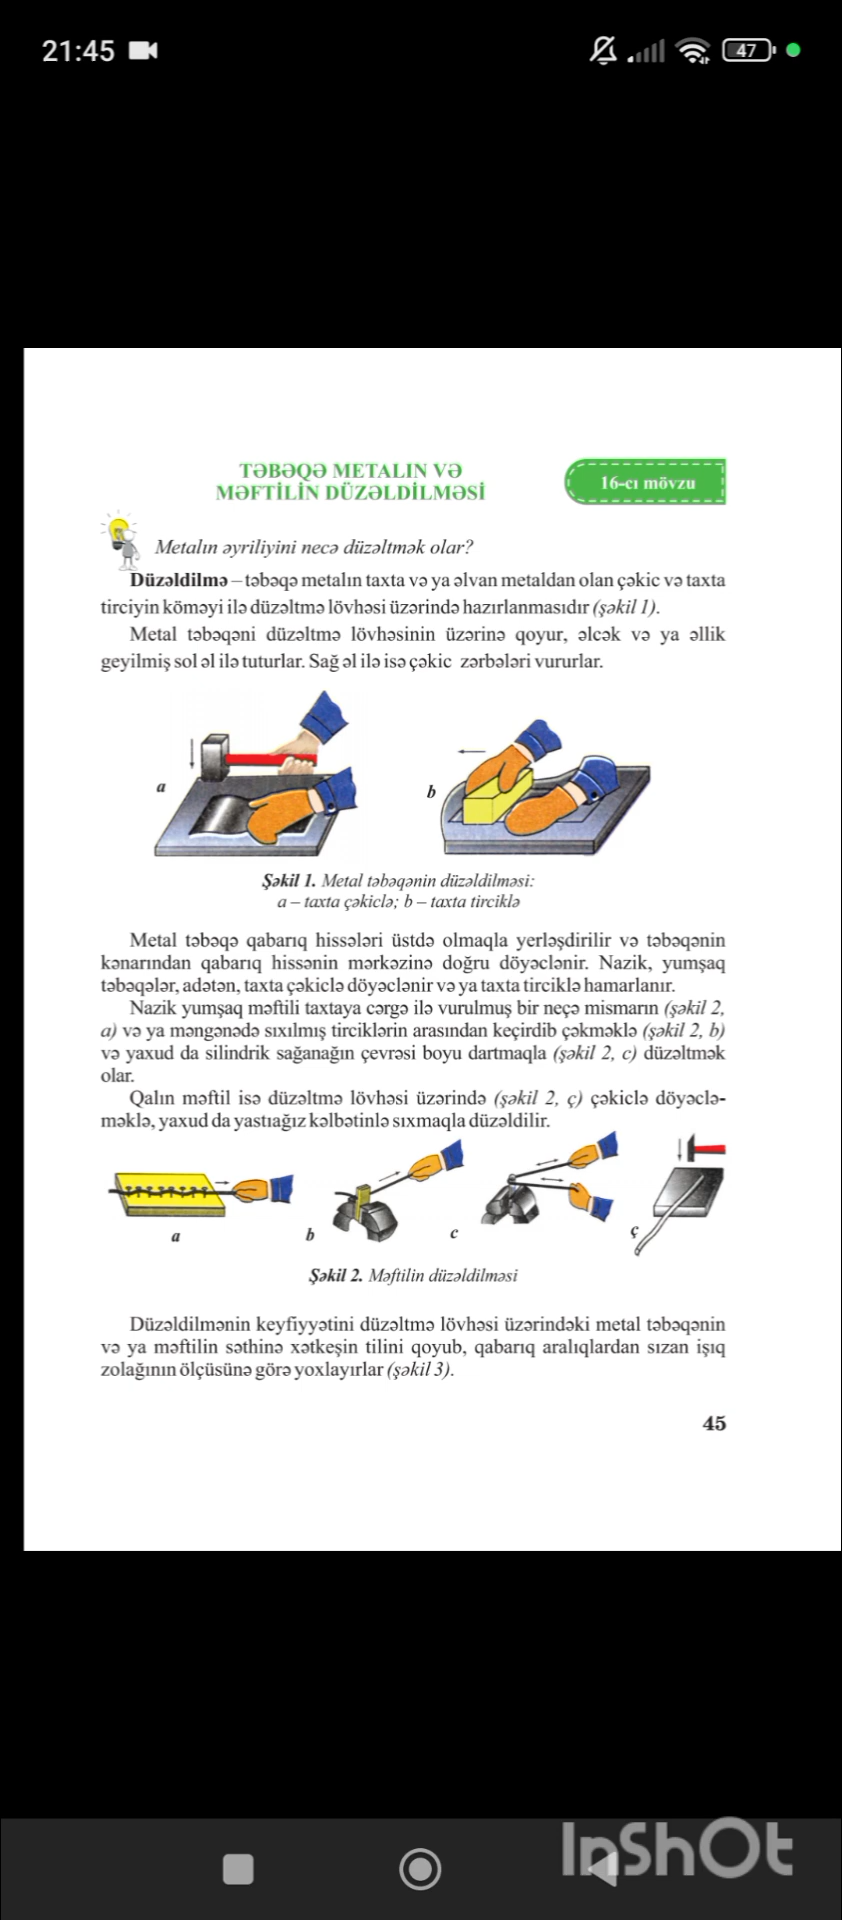 21:45
47
TƏBƏQƏ METALIN VƏ
MƏFTİLİN DÜZƏLDİLMƏSİ
16-cı mövzu
Metalın əyriliyini necə düzəltmək olar?
Düzəldilmə – təbəqə metalın taxta və ya əlvan metaldan olan çəkic və taxta
tirciyin köməyi ilə düzəltmə lövhəsi üzərində hazırlanmasıdır (şəkil 1).
Metal təbəqəni düzəltmə lövhəsinin üzərinə qoyur, əlcək və ya əllik
geyilmiş sol əl ilə tuturlar. Sağ əl ilə isə çəkic zərbələri vururlar.
a
b
Şəkil 1. Metal təbəqənin düzəldilməsi:
a – taxta çəkiclə; b – taxta tirciklə
Metal təbəqə qabarıq hissələri üstdə olmaqla yerləşdirilir və təbəqənin
kənarından qabarıq hissənin mərkəzinə doğru döyəclənir. Nazik, yumşaq
təbəqələr, adətən, taxta çəkiclə döyəclənir və ya taxta tirciklə hamarlanır.
Nazik yumşaq məftili taxtaya cərgə ilə vurulmuş bir neçə mismarın (şəkil 2,
a) və ya məngənədə sıxılmış tirciklərin arasından keçirdib çəkməklə (şəkil 2, b)
və yaxud da silindrik sağanağın çevrəsi boyu dartmaqla (şəkil 2, c) düzəltmək
olar.
Qalın məftil isə düzəltmə lövhəsi üzərində (şəkil 2, ç) çəkiclə döyəclə-
məklə, yaxud da yastıağız kəlbətinlə sıxmaqla düzəldilir.
a
b
c
ç
Şəkil 2. Məftilin düzəldilməsi
Düzəldilmənin keyfiyyətini düzəltmə lövhəsi üzərindəki metal təbəqənin
və ya məftilin səthinə xətkeşin tilini qoyub, qabarıq aralıqlardan sızan işıq
zolağının ölçüsünə görə yoxlayırlar (şəkil 3).
45
InShOt